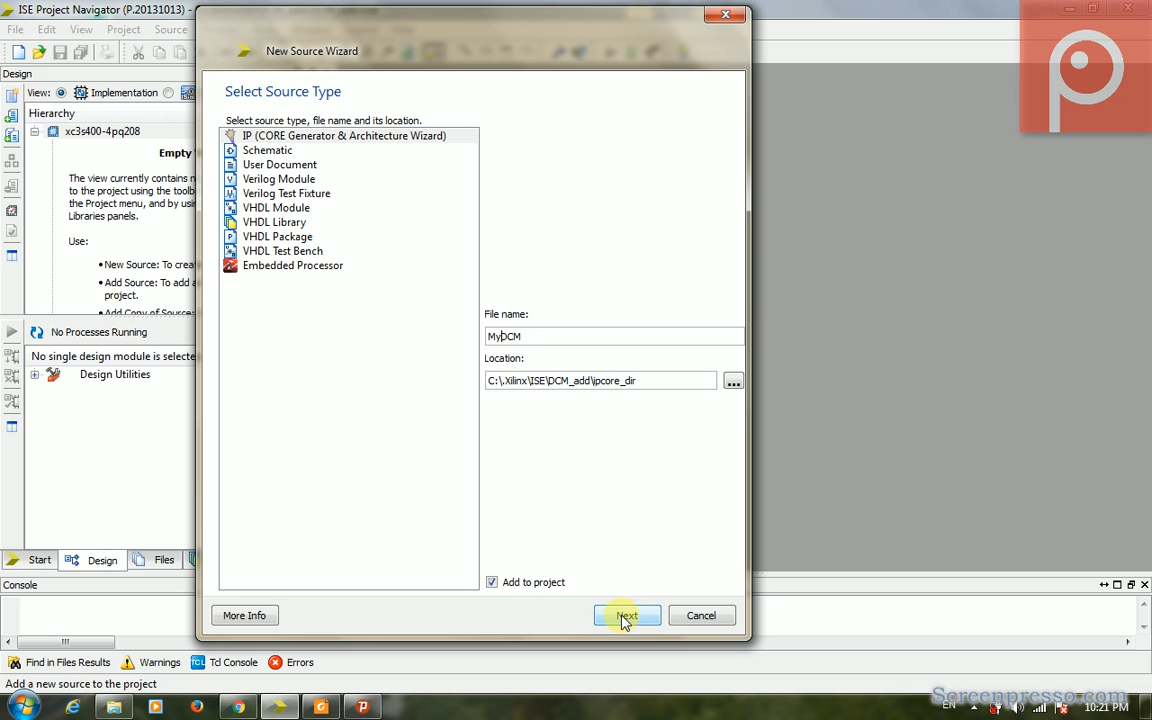 ISE Project Navigator (P.20131013) -
File Edit View Project Source
Design
View: Implementation
Hierarchy
xc3s400-4pq208
Empty
The view currently contains n
to the project using the toolb
the Project menu, and by usi
Libraries panels.
Use:
•New Source: To crea
•Add Source: To add a
project.
•Add Copy of Source:
No Processes Running
No single design module is selecte
Design Utilities
Start Design Files
Console
Find in Files Results Warnings Tcl Console Errors
Add a new source to the project
New Source Wizard
Select Source Type
Select source type, file name and its location.
IP (CORE Generator & Architecture Wizard)
Schematic
User Document
Verilog Module
Verilog Test Fixture
VHDL Module
VHDL Library
VHDL Package
VHDL Test Bench
Embedded Processor
File name:
MyDCM
Location:
C:\.Xilinx\ISE\DCM_add\ipcore_dir
...
Add to project
More Info Next Cancel
Screenpresso.com
EN 10:21 PM